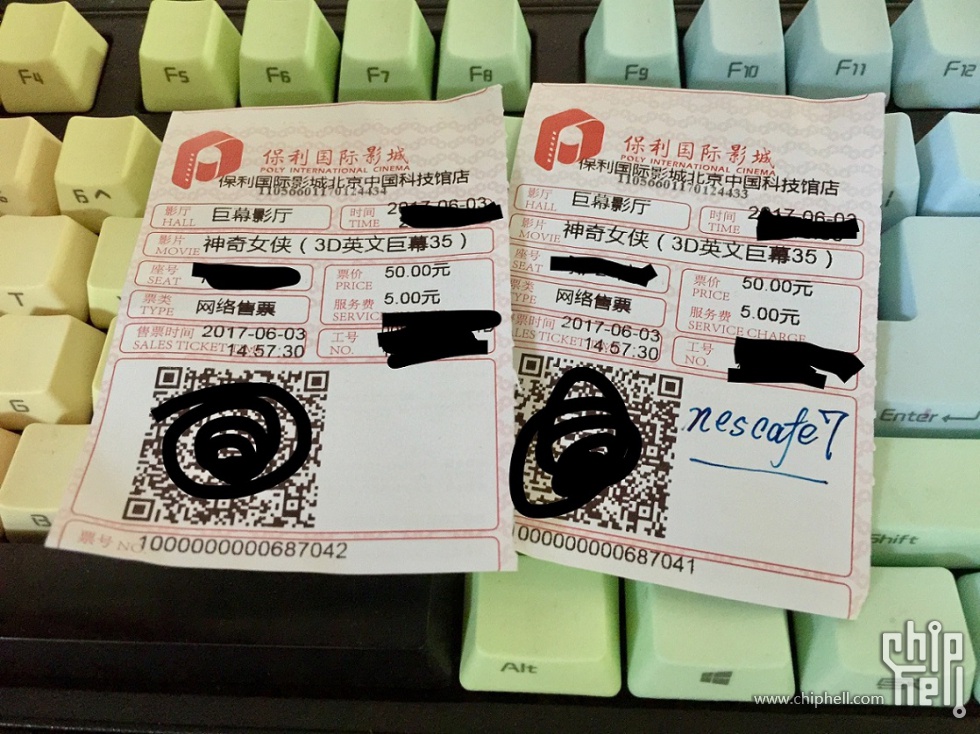 F4 F5 F6 F7 F8 F9 F10 F11 F12
6
T
G
B
保利国际影城
POLY INTERNATIONAL CINEMA
保利国际影城北京中国科技馆店
11056601170124434
影厅 巨幕影厅 时间 2017-06-03
HALL TIME
影片 神奇女侠（3D英文巨幕35）
MOVIE
座号 票价 50.00元
SEAT PRICE
票类 网络售票 服务费 5.00元
TYPE SERVICE
售票时间 2017-06-03 工号
SALES TICKET 14:57:30 NO.
票号 NO. 1000000000687042
保利国际影城
POLY INTERNATIONAL CINEMA
保利国际影城北京中国科技馆店
11056601170124433
影厅 巨幕影厅 时间 2017-06-03
HALL TIME
影片 神奇女侠（3D英文巨幕35）
MOVIE
座号 票价 50.00元
SEAT PRICE
票类 网络售票 服务费 5.00元
TYPE SERVICE CHARGE
票时间 2017-06-03 工号
SALES TICKET 14:57:30 NO.
nescafe7
1000000000687041
Enter
Shift
Alt
chip hell
www.chiphell.com